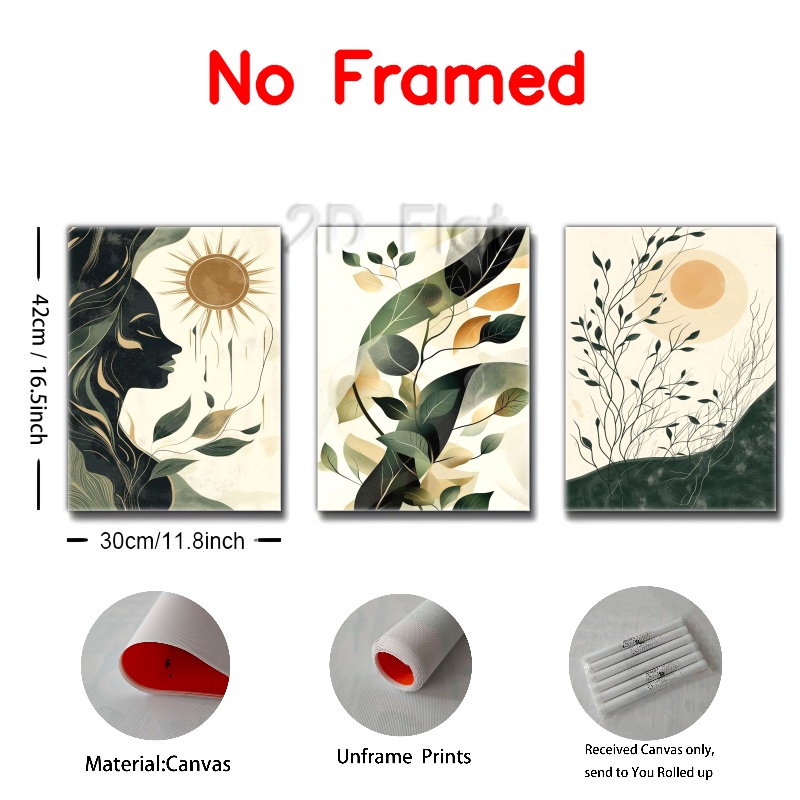 No Framed
2D Flat
42cm / 16.5inch
30cm/11.8inch
Material:Canvas
Unframe Prints
Received Canvas only,
send to You Rolled up